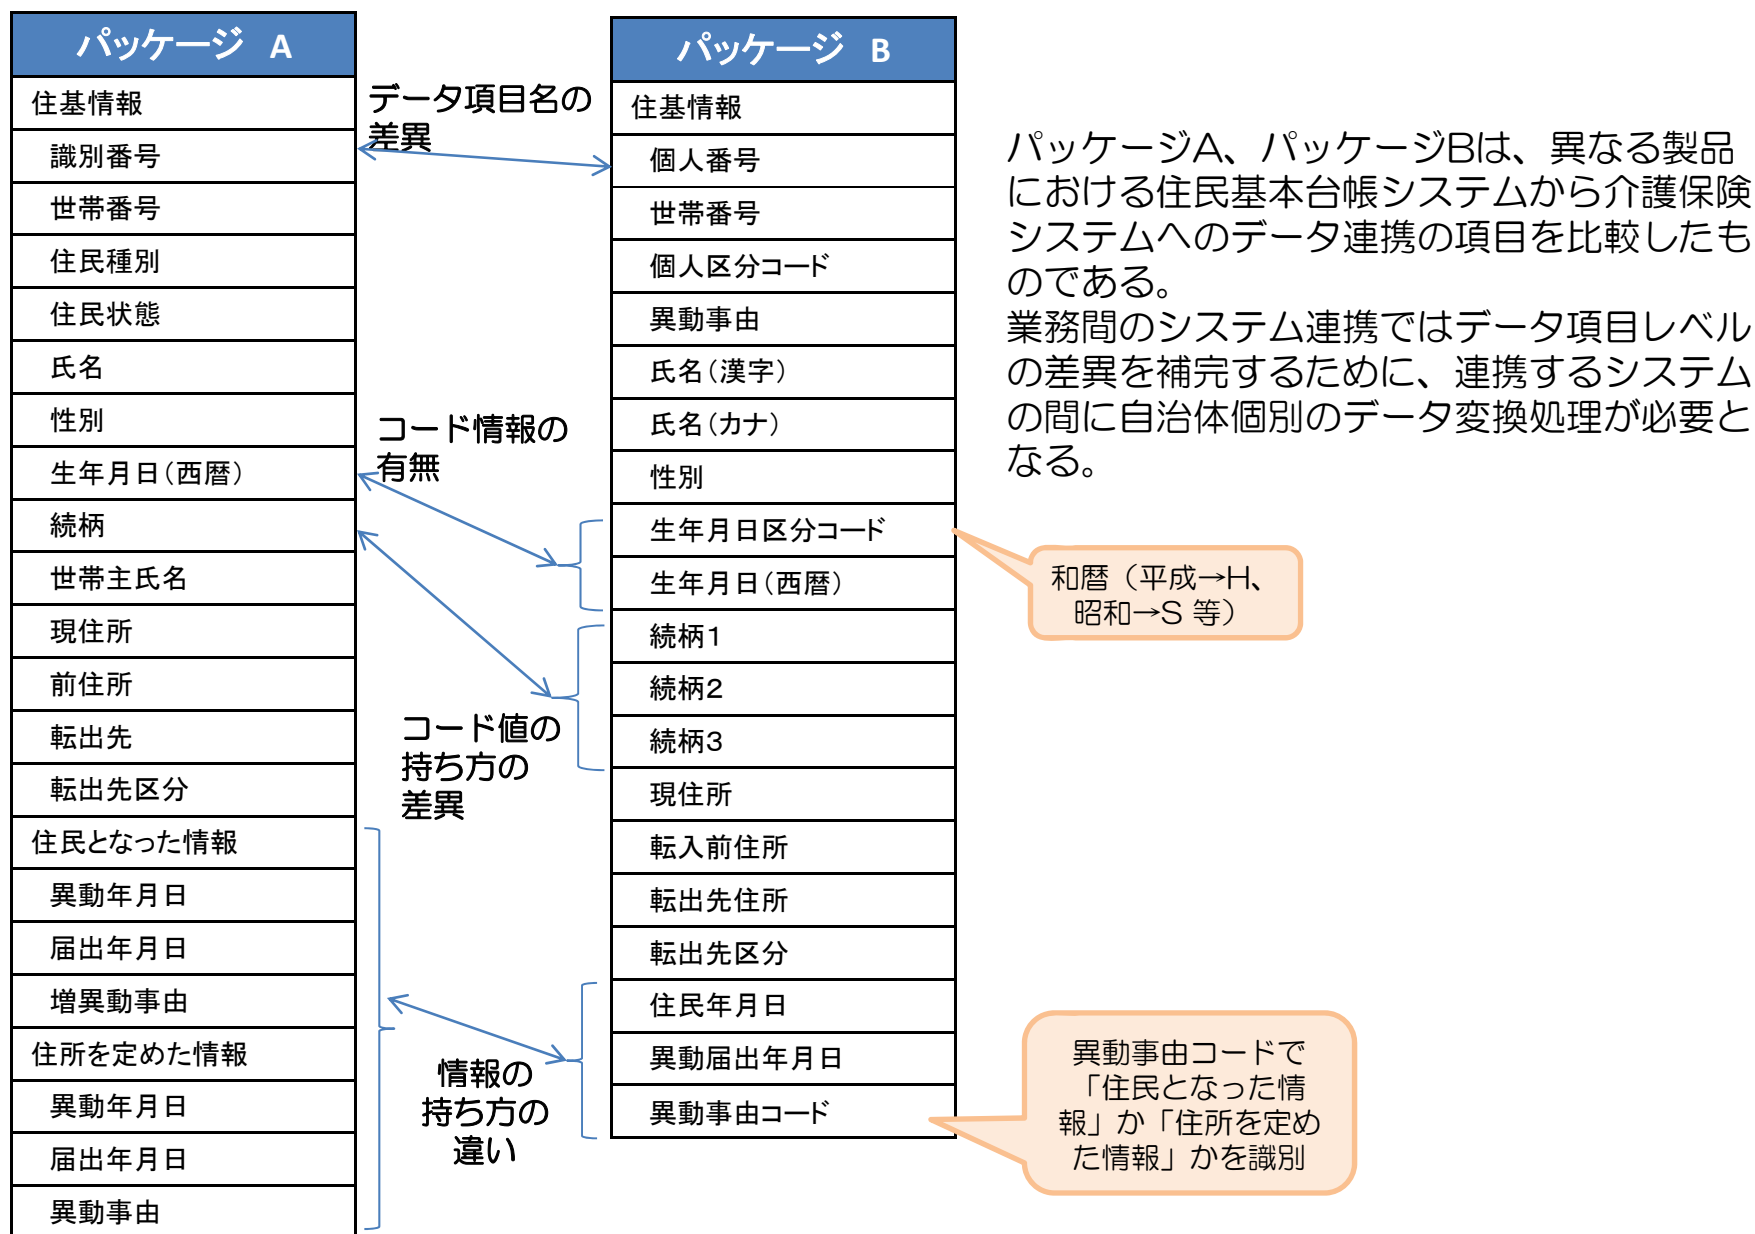 パッケージ A
住基情報
識別番号
世帯番号
住民種別
住民状態
氏名
性別
生年月日(西暦)
続柄
世帯主氏名
現住所
前住所
転出先
転出先区分
住民となった情報
異動年月日
届出年月日
増異動事由
住所を定めた情報
異動年月日
届出年月日
異動事由
データ項目名の
差異
コード情報の
有無
コード値の
持ち方の
差異
情報の
持ち方の
違い
パッケージ B
住基情報
個人番号
世帯番号
個人区分コード
異動事由
氏名(漢字)
氏名(カナ)
性別
生年月日区分コード
生年月日(西暦)
続柄1
続柄2
続柄3
現住所
転入前住所
転出先住所
転出先区分
住民年月日
異動届出年月日
異動事由コード
パッケージA、パッケージBは、異なる製品
における住民基本台帳システムから介護保険
システムへのデータ連携の項目を比較したも
のである。
業務間のシステム連携ではデータ項目レベル
の差異を補完するために、連携するシステム
の間に自治体個別のデータ変換処理が必要と
なる。
和暦(平成→H、
昭和→S 等)
異動事由コードで
「住民となった情
報」か「住所を定め
た情報」かを識別